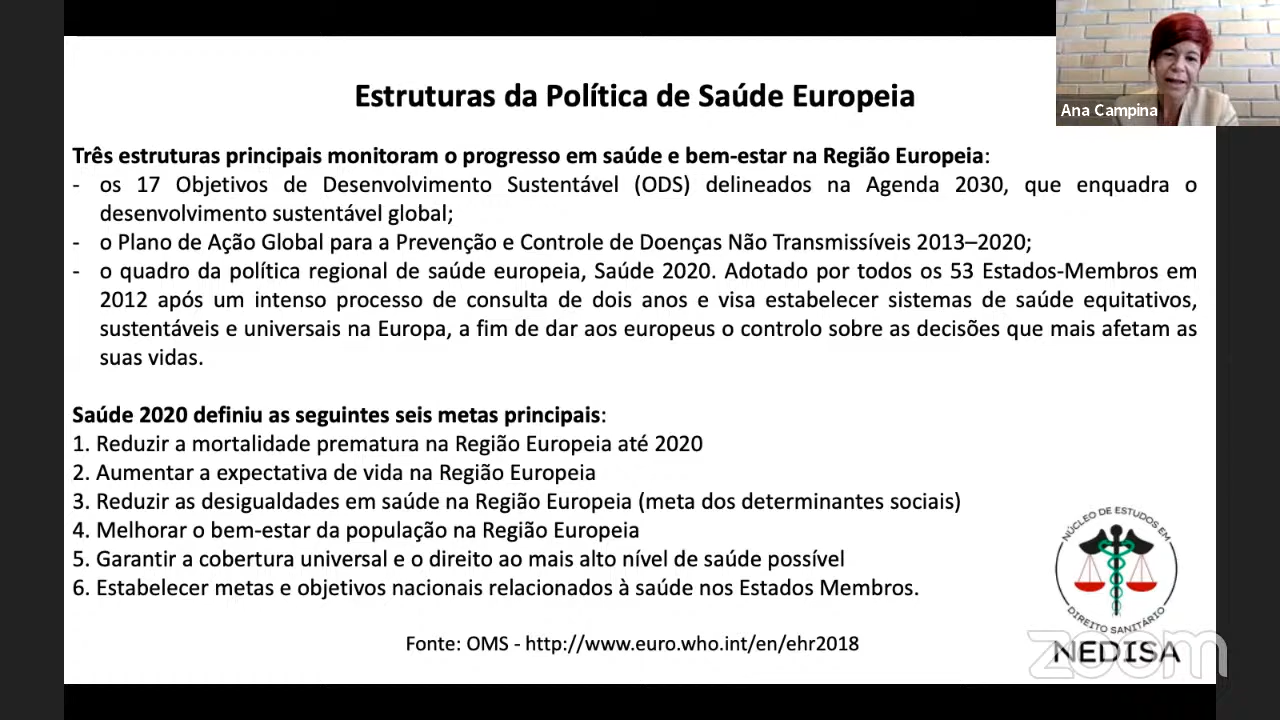 Estruturas da Política de Saúde Europeia
Ana Campina
Três estruturas principais monitoram o progresso em saúde e bem-estar na Região Europeia:
- os 17 Objetivos de Desenvolvimento Sustentável (ODS) delineados na Agenda 2030, que enquadra o
desenvolvimento sustentável global;
- o Plano de Ação Global para a Prevenção e Controle de Doenças Não Transmissíveis 2013–2020;
- o quadro da política regional de saúde europeia, Saúde 2020. Adotado por todos os 53 Estados-Membros em
2012 após um intenso processo de consulta de dois anos e visa estabelecer sistemas de saúde equitativos,
sustentáveis e universais na Europa, a fim de dar aos europeus o controlo sobre as decisões que mais afetam as
suas vidas.
Saúde 2020 definiu as seguintes seis metas principais:
1. Reduzir a mortalidade prematura na Região Europeia até 2020
2. Aumentar a expectativa de vida na Região Europeia
3. Reduzir as desigualdades em saúde na Região Europeia (meta dos determinantes sociais)
4. Melhorar o bem-estar da população na Região Europeia
5. Garantir a cobertura universal e o direito ao mais alto nível de saúde possível
6. Estabelecer metas e objetivos nacionais relacionados à saúde nos Estados Membros.
Fonte: OMS - http://www.euro.who.int/en/ehr2018
NÚCLEO DE ESTUDOS EM
DIREITO SANITÁRIO
NEDISA
zoom